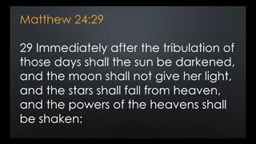 Matthew 24:29
29 Immediately after the tribulation of
those days shall the sun be darkened,
and the moon shall not give her light,
and the stars shall fall from heaven,
and the powers of the heavens shall
be shaken: